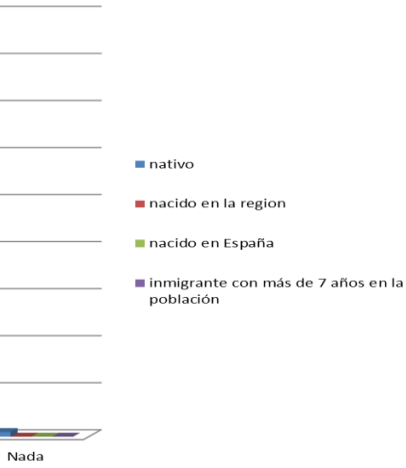 nativo
nacido en la region
nacido en España
inmigrante con más de 7 años en la
población
Nada